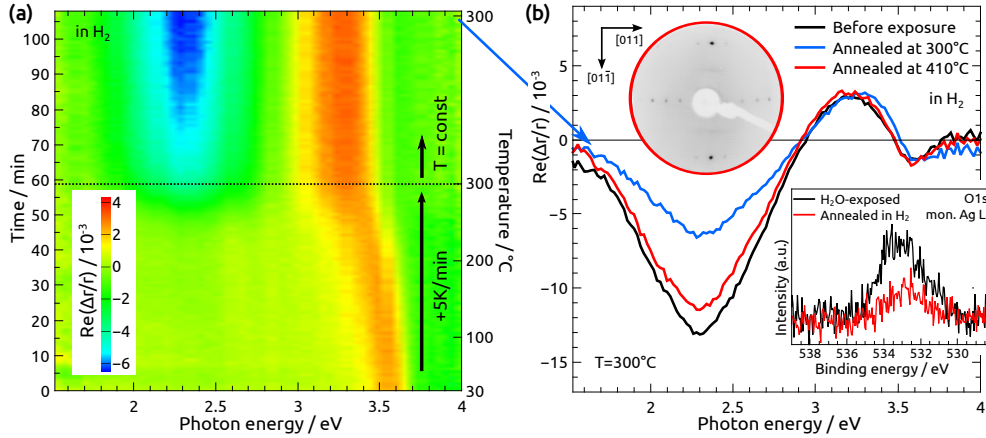 (a)
in H₂
T = const
+5K/min
Time / min
100
90
80
70
60
50
40
30
20
10
0
Re(Δr/r) / 10⁻³
4
2
0
-2
-4
-6
2
2.5
3
3.5
4
Photon energy / eV
300
300
200
100
30
Temperature / °C
(b)
[011]
[011̄]
Before exposure
Annealed at 300°C
Annealed at 410°C
in H₂
Re(Δr/r) / 10⁻³
5
0
−5
−10
−15
T=300°C
2
2.5
3
3.5
4
Photon energy / eV
H₂O-exposed
O1s
Annealed in H₂
mon. Ag L
Intensity (a.u.)
538
536
534
532
530
Binding energy / eV